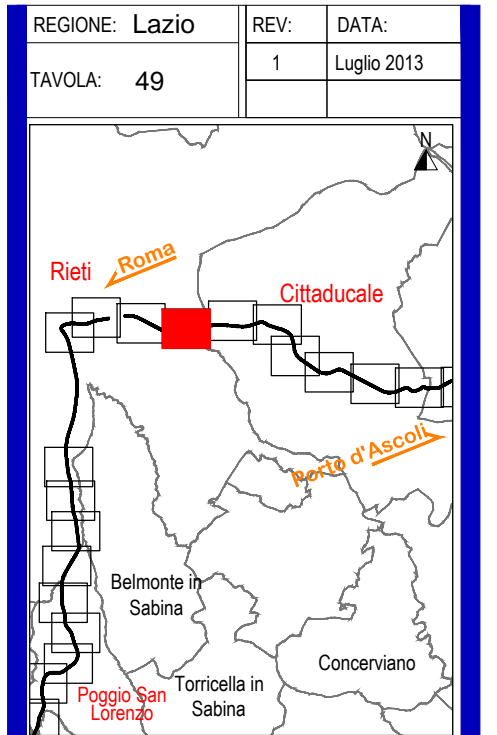 REGIONE: Lazio
REV:
DATA:
TAVOLA: 49
1
Luglio 2013
N
Roma
Rieti
Cittaducale
Porto d'Ascoli
Belmonte in
Sabina
Concerviano
Poggio San
Lorenzo
Torricella in
Sabina